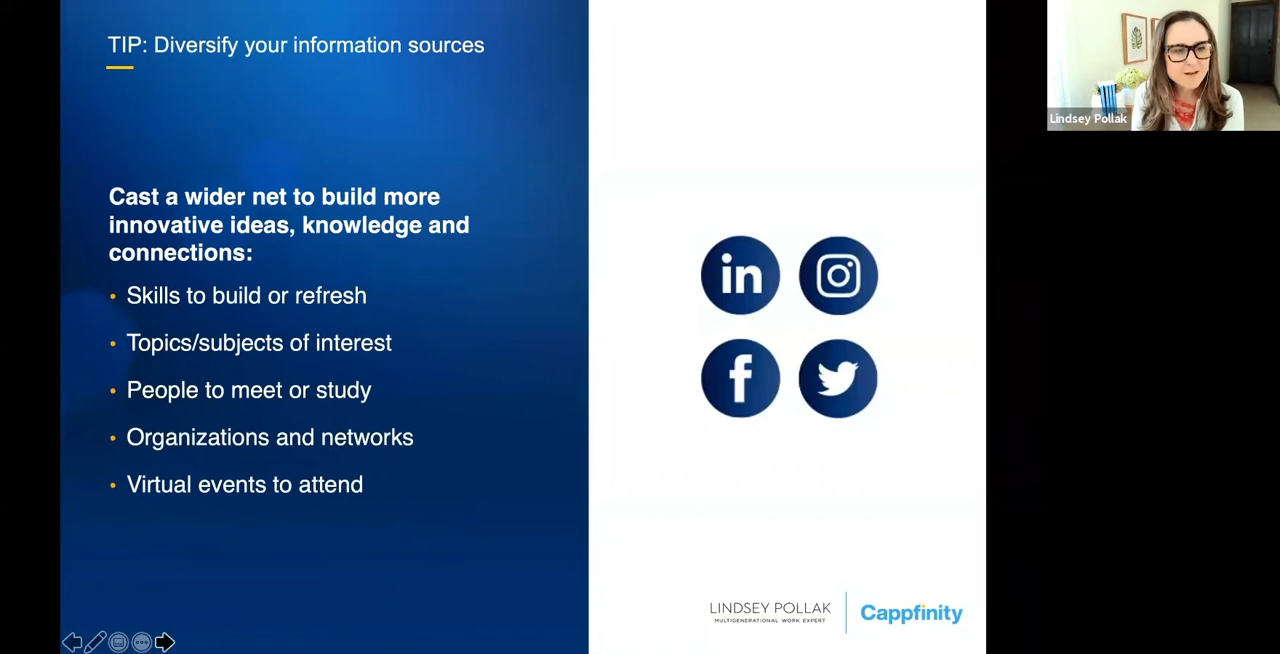 TIP: Diversify your information sources
Cast a wider net to build more
innovative ideas, knowledge and
connections:
• Skills to build or refresh
• Topics/subjects of interest
• People to meet or study
• Organizations and networks
• Virtual events to attend
in
f
LINDSEY POLLAK
MULTIGENERATIONAL WORK EXPERT
Cappfinity
Lindsey Pollak